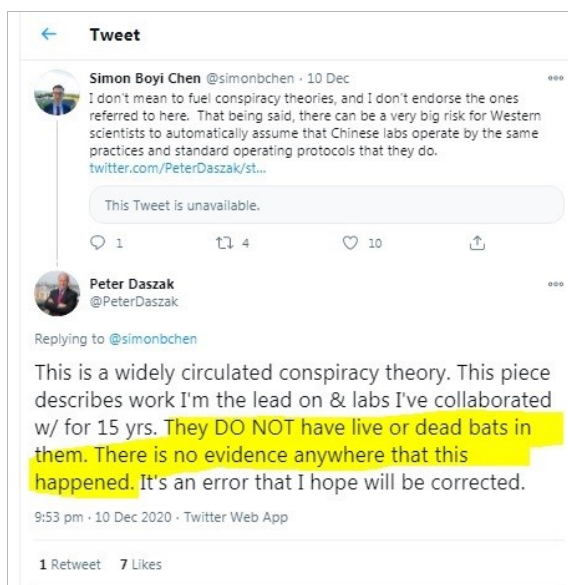 Tweet
Simon Boyi Chen @simonbchen · 10 Dec
I don't mean to fuel conspiracy theories, and I don't endorse the ones
referred to here. That being said, there can be a very big risk for Western
scientists to automatically assume that Chinese labs operate by the same
practices and standard operating protocols that they do.
twitter.com/PeterDaszak/st...
This Tweet is unavailable.
1 4 10
Peter Daszak
@PeterDaszak
Replying to @simonbchen
This is a widely circulated conspiracy theory. This piece
describes work I'm the lead on & labs I've collaborated
w/ for 15 yrs. They DO NOT have live or dead bats in
them. There is no evidence anywhere that this
happened. It's an error that I hope will be corrected.
9:53 pm · 10 Dec 2020 · Twitter Web App
1 Retweet 7 Likes